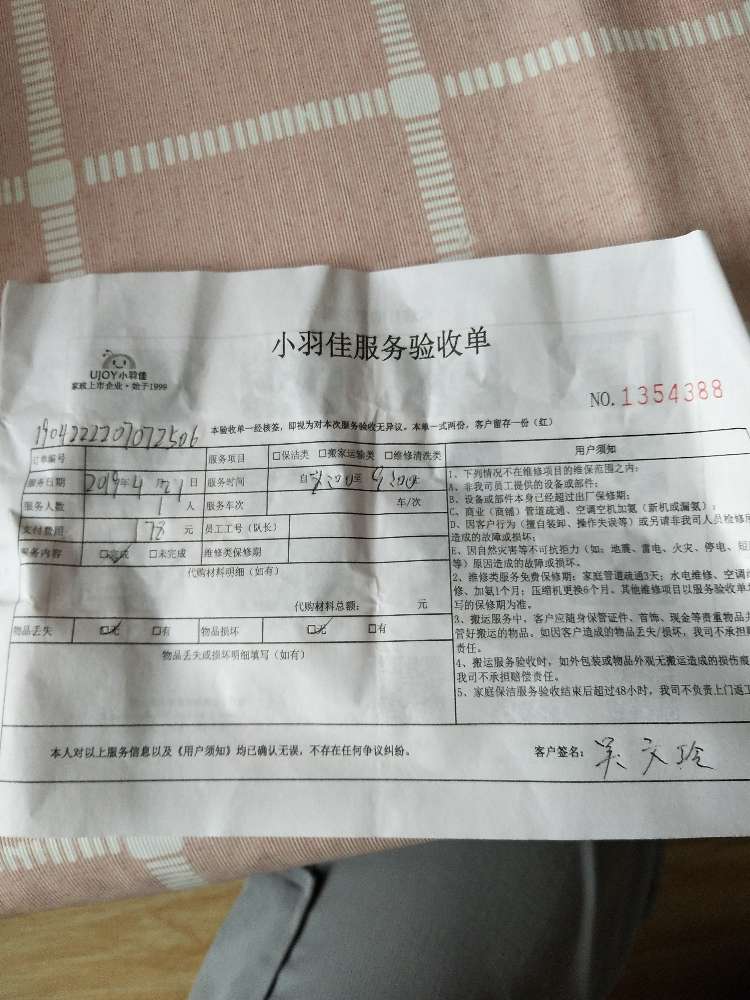 小羽佳服务验收单
UJOY小羽佳
家政上市企业·始于1999
NO.1354388
本验收单一经核签，即视为对本次服务验收无异议。本单一式两份，客户留存一份（红）
订单编号 服务项目 □保洁类 □搬家运输类 □维修清洗类
服务日期 2019年4月 日 服务时间 自 至 9:00
服务人数 1 人 服务车次 车/次
支付费用 78 元 员工工号（队长）
服务内容 ☑完成 □未完成 维修类保修期
代购材料明细（如有）
代购材料总额： 元
物品丢失 ☑无 □有 物品损坏 ☑无 □有
物品丢失或损坏明细填写（如有）
用户须知
1、下列情况不在维修项目的维保范围之内：
A、非我司员工提供的设备或部件；
B、设备或部件本身已经超过出厂保修期；
C、商业（商铺）管道疏通、空调空机加氟（新机或漏氟）；
D、因客户行为（擅自装卸、操作失误等）或另请非我司人员检修所
造成的故障或损坏；
E、因自然灾害等不可抗拒力（如：地震、雷电、火灾、停电、短
等）原因造成的故障或损坏。
2、维修类服务免费保修期：家庭管道疏通3天；水电维修、空调维
修、加氟1个月；压缩机更换6个月。其他维修项目以服务验收单
写的保修期为准。
3、搬运服务中，客户应随身保管证件、首饰、现金等贵重物品并
管好搬运的物品，如因客户造成的物品丢失/损坏，我司不承担
责任。
4、搬运服务验收时，如外包装或物品外观无搬运造成的损伤痕
我司不承担赔偿责任。
5、家庭保洁服务验收结束后超过48小时，我司不负责上门返工
本人对以上服务信息以及《用户须知》均已确认无误，不存在任何争议纠纷。
客户签名：吴文玲